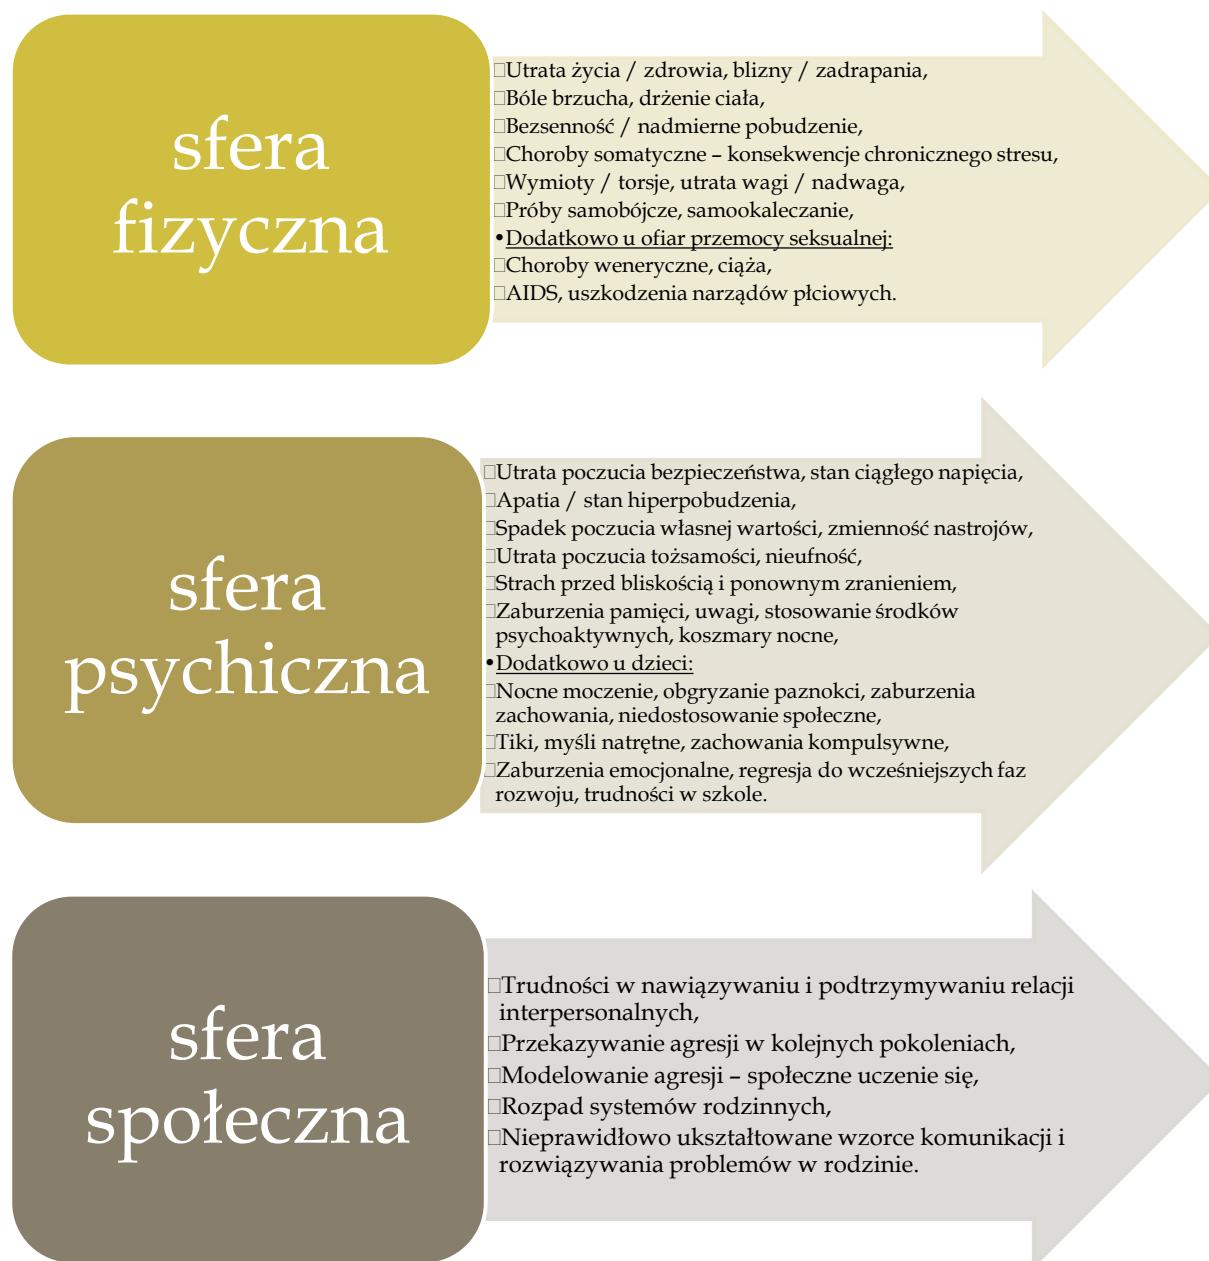 sfera
fizyczna
□Utrata życia / zdrowia, blizny / zadrapania,
□Bóle brzucha, drżenie ciała,
□Bezsenność / nadmierne pobudzenie,
□Choroby somatyczne – konsekwencje chronicznego stresu,
□Wymioty / torsje, utrata wagi / nadwaga,
□Próby samobójcze, samookaleczanie,
•Dodatkowo u ofiar przemocy seksualnej:
□Choroby weneryczne, ciąża,
□AIDS, uszkodzenia narządów płciowych.
sfera
psychiczna
□Utrata poczucia bezpieczeństwa, stan ciągłego napięcia,
□Apatia / stan hiperpobudzenia,
□Spadek poczucia własnej wartości, zmienność nastrojów,
□Utrata poczucia tożsamości, nieufność,
□Strach przed bliskością i ponownym zranieniem,
□Zaburzenia pamięci, uwagi, stosowanie środków
psychoaktywnych, koszmary nocne,
•Dodatkowo u dzieci:
□Nocne moczenie, obgryzanie paznokci, zaburzenia
zachowania, niedostosowanie społeczne,
□Tiki, myśli natrętne, zachowania kompulsywne,
□Zaburzenia emocjonalne, regresja do wcześniejszych faz
rozwoju, trudności w szkole.
sfera
społeczna
□Trudności w nawiązywaniu i podtrzymywaniu relacji
interpersonalnych,
□Przekazywanie agresji w kolejnych pokoleniach,
□Modelowanie agresji – społeczne uczenie się,
□Rozpad systemów rodzinnych,
□Nieprawidłowo ukształtowane wzorce komunikacji i
rozwiązywania problemów w rodzinie.